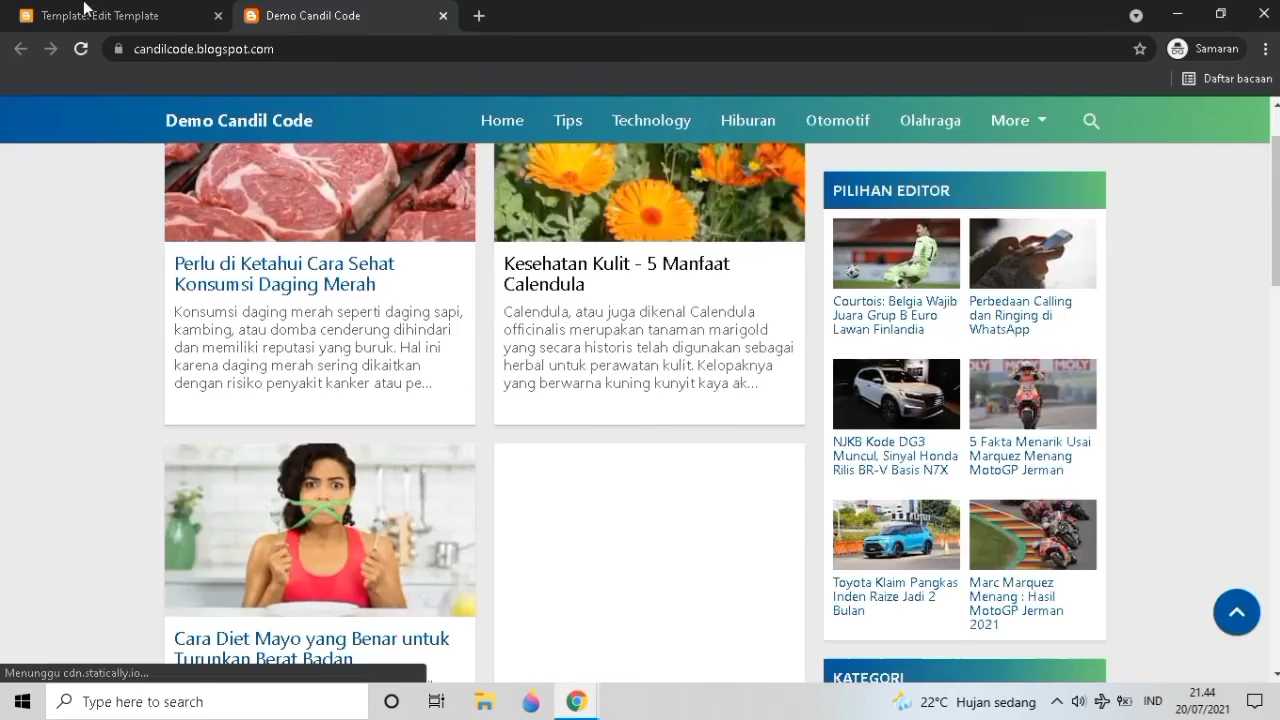 Template: Edit Template
Demo Candil Code
candilcode.blogspot.com
Samaran
Daftar bacaan
Demo Candil Code
Home
Tips
Technology
Hiburan
Otomotif
Olahraga
More
Perlu di Ketahui Cara Sehat
Konsumsi Daging Merah
Konsumsi daging merah seperti daging sapi,
kambing, atau domba cenderung dihindari
dan memiliki reputasi yang buruk. Hal ini
karena daging merah sering dikaitkan
dengan risiko penyakit kanker atau pe...
Kesehatan Kulit - 5 Manfaat
Calendula
Calendula, atau juga dikenal Calendula
officinalis merupakan tanaman marigold
yang secara historis telah digunakan sebagai
herbal untuk perawatan kulit. Kelopaknya
yang berwarna kuning kunyit kaya ak...
Cara Diet Mayo yang Benar untuk
Turunkan Berat Badan
PILIHAN EDITOR
Courtois: Belgia Wajib
Juara Grup B Euro
Lawan Finlandia
Perbedaan Calling
dan Ringing di
WhatsApp
NJKB Kode DG3
Muncul, Sinyal Honda
Rilis BR-V Basis N7X
5 Fakta Menarik Usai
Marquez Menang
MotoGP Jerman
Toyota Klaim Pangkas
Inden Raize Jadi 2
Bulan
Marc Marquez
Menang : Hasil
MotoGP Jerman
2021
KATEGORI
Menunggu cdn.statically.io...
Type here to search
22°C Hujan sedang
IND
21.44
20/07/2021